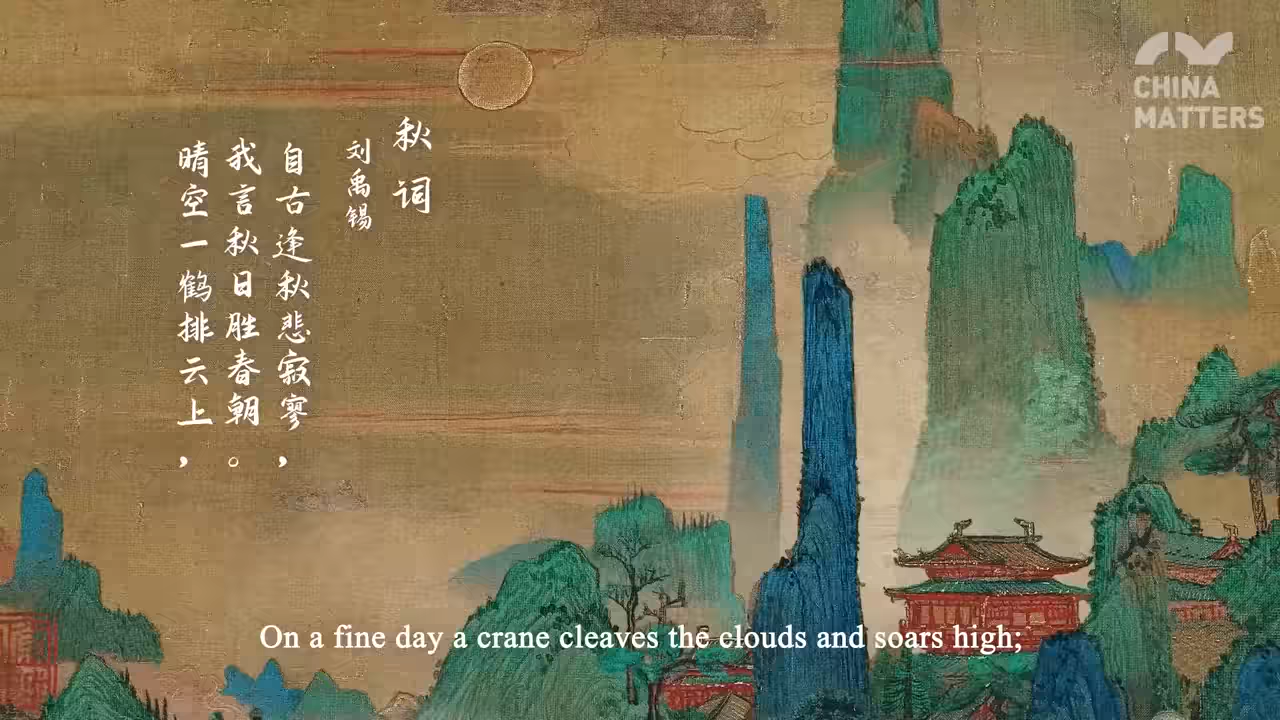 秋词
刘禹锡
自古逢秋悲寂寥，
我言秋日胜春朝。
晴空一鹤排云上，
CHINA
MATTERS
On a fine day a crane cleaves the clouds and soars high;